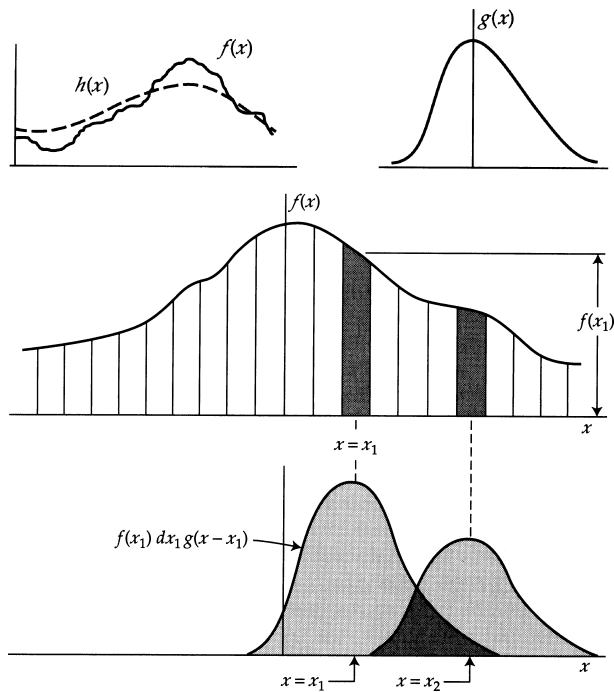 f(x)
h(x)
g(x)
f(x)
f(x₁)
x
x = x₁
f(x₁) dx₁ g(x – x₁)
x
x = x₁
x = x₂